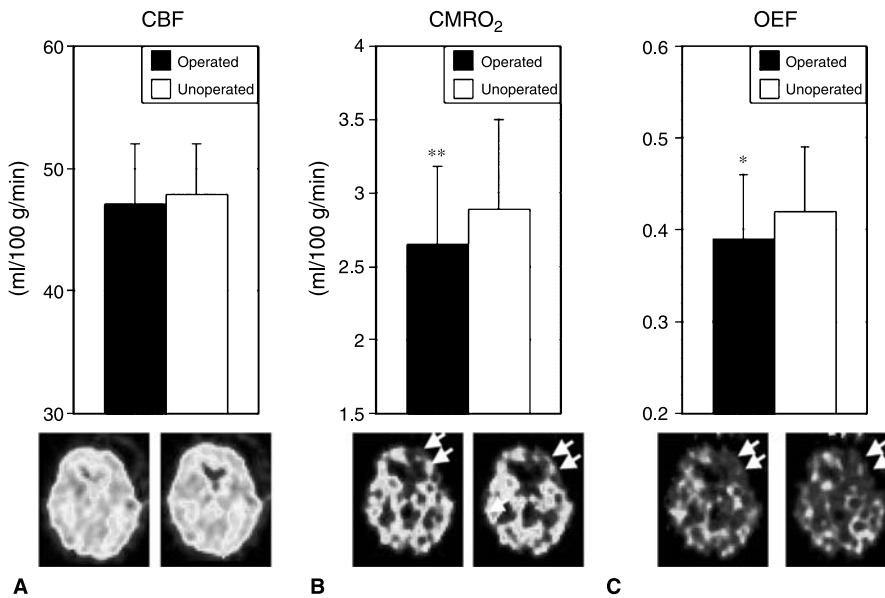 CBF
60
50
40
30
(ml/100 g/min)
Operated
Unoperated
A
CMRO₂
4
3.5
3
2.5
2
1.5
(ml/100 g/min)
Operated
Unoperated
**
B
OEF
0.6
0.5
0.4
0.3
0.2
Operated
Unoperated
*
C